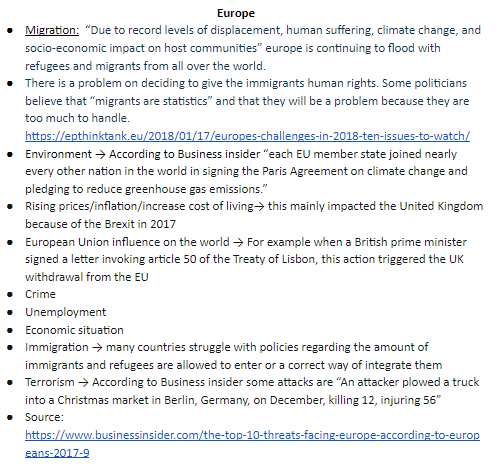 Europe
● Migration: “Due to record levels of displacement, human suffering, climate change, and
socio-economic impact on host communities” europe is continuing to flood with
refugees and migrants from all over the world.
● There is a problem on deciding to give the immigrants human rights. Some politicians
believe that “migrants are statistics” and that they will be a problem because they are
too much to handle.
https://epthinktank.eu/2018/01/17/europes-challenges-in-2018-ten-issues-to-watch/
● Environment → According to Business insider “each EU member state joined nearly
every other nation in the world in signing the Paris Agreement on climate change and
pledging to reduce greenhouse gas emissions.”
● Rising prices/inflation/increase cost of living→ this mainly impacted the United Kingdom
because of the Brexit in 2017
● European Union influence on the world → For example when a British prime minister
signed a letter invoking article 50 of the Treaty of Lisbon, this action triggered the UK
withdrawal from the EU
● Crime
● Unemployment
● Economic situation
● Immigration → many countries struggle with policies regarding the amount of
immigrants and refugees are allowed to enter or a correct way of integrate them
● Terrorism → According to Business insider some attacks are “An attacker plowed a truck
into a Christmas market in Berlin, Germany, on December, killing 12, injuring 56”
● Source:
https://www.businessinsider.com/the-top-10-threats-facing-europe-according-to-europ
eans-2017-9